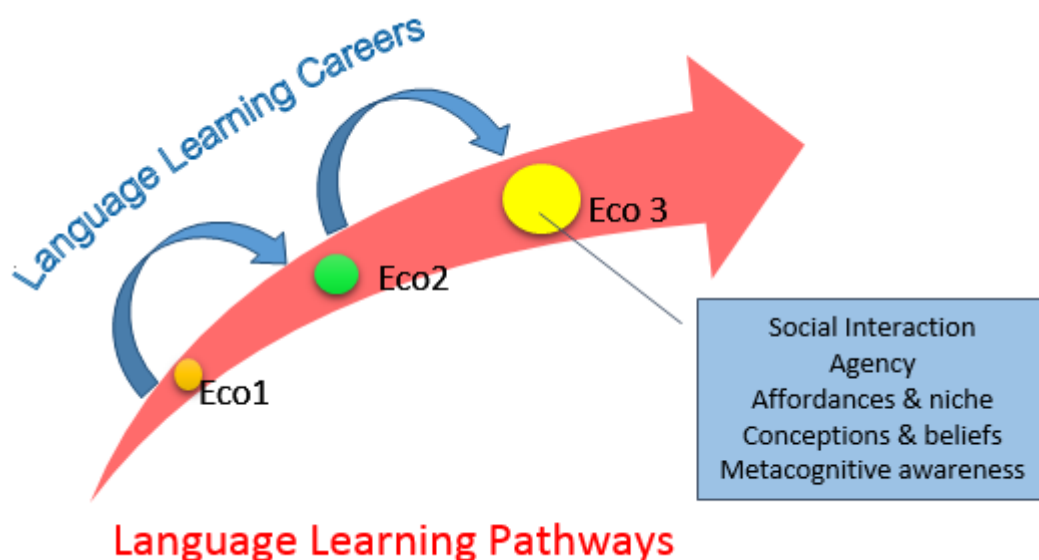 Language Learning Careers
Eco 3
Eco2
Eco1
Social Interaction
Agency
Affordances & niche
Conceptions & beliefs
Metacognitive awareness
Language Learning Pathways